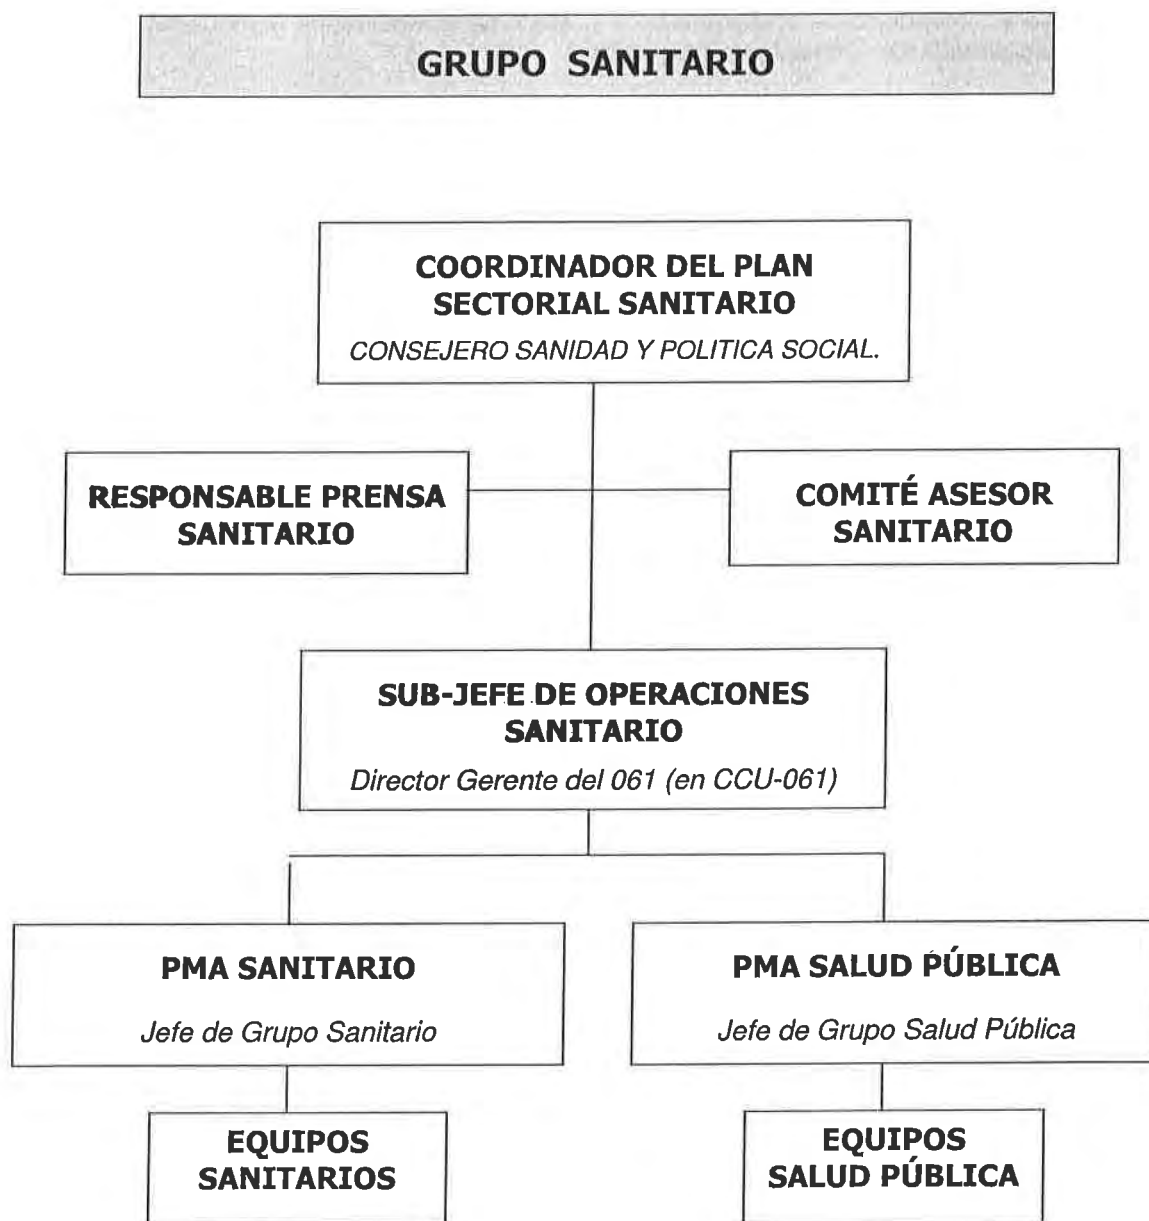 GRUPO SANITARIO
COORDINADOR DEL PLAN
SECTORIAL SANITARIO
CONSEJERO SANIDAD Y POLITICA SOCIAL.
RESPONSABLE PRENSA
SANITARIO
COMITÉ ASESOR
SANITARIO
SUB-JEFE DE OPERACIONES
SANITARIO
Director Gerente del 061 (en CCU-061)
PMA SANITARIO
Jefe de Grupo Sanitario
PMA SALUD PÚBLICA
Jefe de Grupo Salud Pública
EQUIPOS
SANITARIOS
EQUIPOS
SALUD PÚBLICA